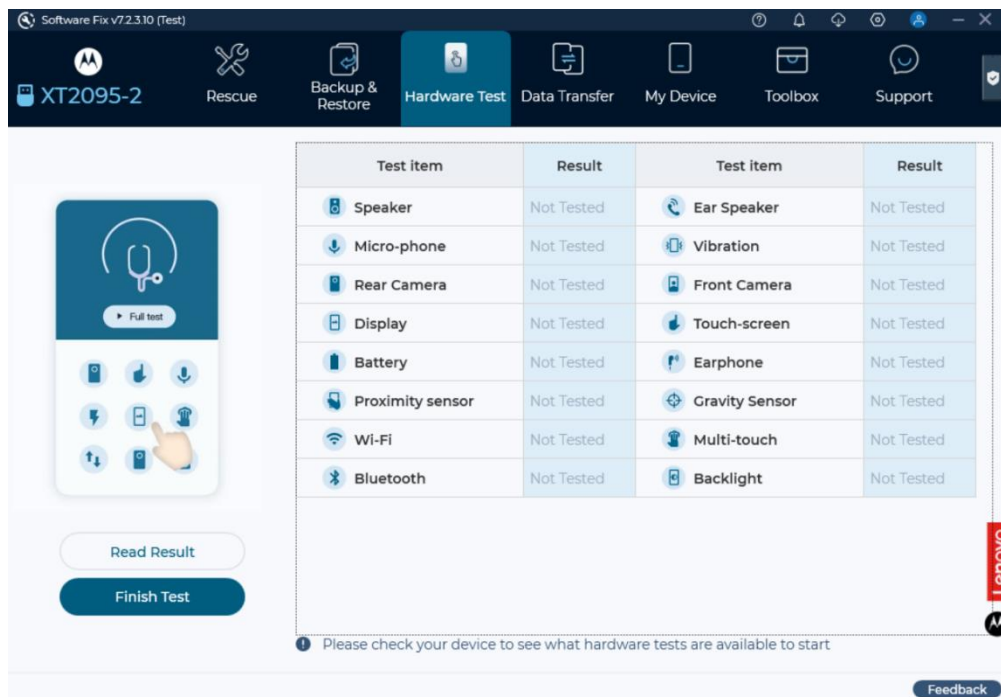 Software Fix v7.2.3.10 (Test)
XT2095-2
Rescue
Backup & Restore
Hardware Test
Data Transfer
My Device
Toolbox
Support
Full test
Read Result
Finish Test
Test item Result Test item Result
Speaker Not Tested Ear Speaker Not Tested
Micro-phone Not Tested Vibration Not Tested
Rear Camera Not Tested Front Camera Not Tested
Display Not Tested Touch-screen Not Tested
Battery Not Tested Earphone Not Tested
Proximity sensor Not Tested Gravity Sensor Not Tested
Wi-Fi Not Tested Multi-touch Not Tested
Bluetooth Not Tested Backlight Not Tested
Lenovo
Please check your device to see what hardware tests are available to start
Feedback